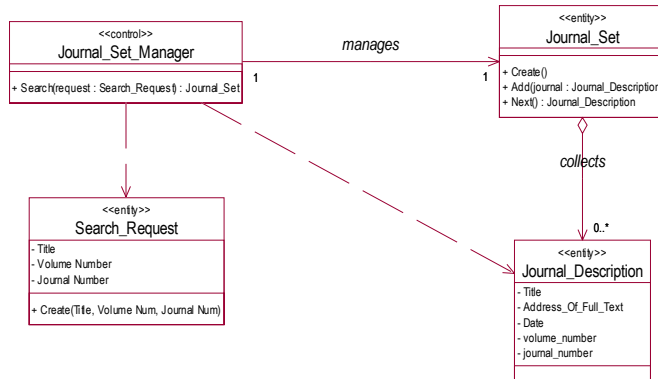 <<control>>
Journal_Set_Manager
+ Search(request : Search_Request) : Journal_Set
manages
1
1
<<entity>>
Journal_Set
+ Create()
+ Add(journal : Journal_Description
+ Next() : Journal_Description
collects
0..*
<<entity>>
Search_Request
- Title
- Volume Number
- Journal Number
+ Create(Title, Volume Num, Journal Num)
<<entity>>
Journal_Description
- Title
- Address_Of_Full_Text
- Date
- volume_number
- journal_number